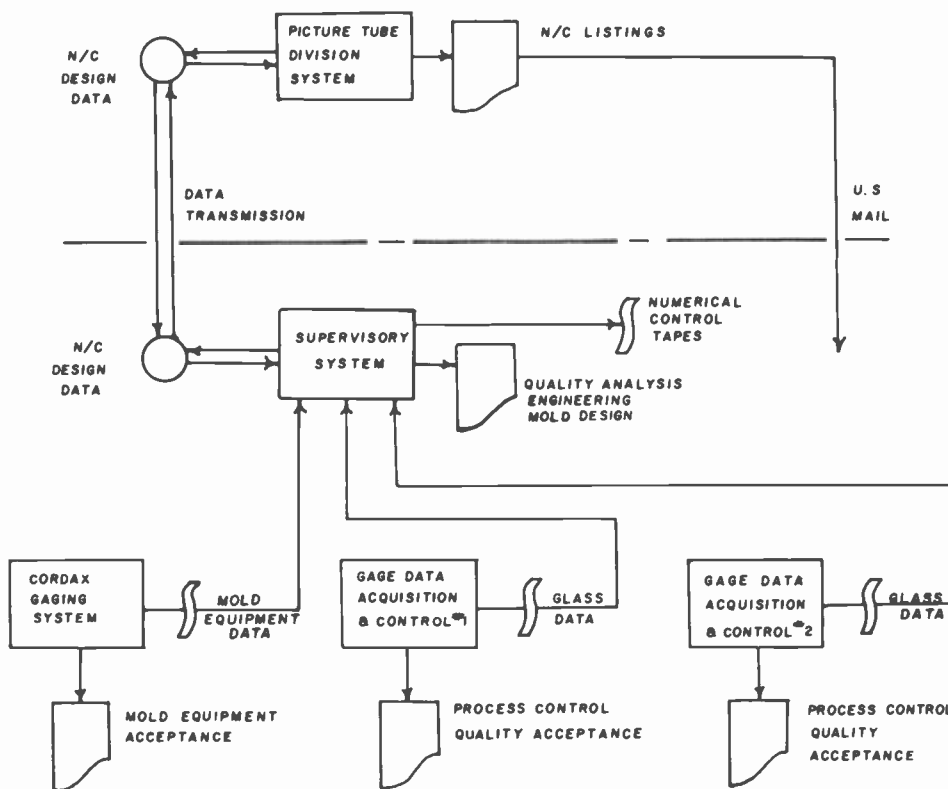 N/C
DESIGN
DATA
PICTURE TUBE
DIVISION
SYSTEM
N/C LISTINGS
DATA
TRANSMISSION
U.S
MAIL
N/C
DESIGN
DATA
SUPERVISORY
SYSTEM
NUMERICAL
CONTROL
TAPES
QUALITY ANALYSIS
ENGINEERING
MOLD DESIGN
CORDAX
GAGING
SYSTEM
MOLD
EQUIPMENT
DATA
GAGE DATA
ACQUISITION
& CONTROL #1
GLASS
DATA
GAGE DATA
ACQUISITION
& CONTROL #2
GLASS
DATA
MOLD EQUIPMENT
ACCEPTANCE
PROCESS CONTROL
QUALITY ACCEPTANCE
PROCESS CONTROL
QUALITY
ACCEPTANCE